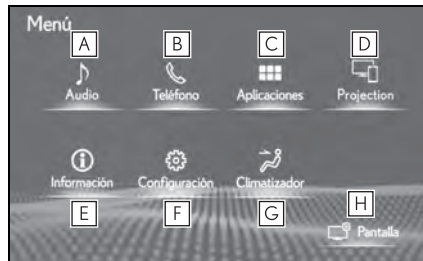 Menú
A B C D
Audio Teléfono Aplicaciones Projection
Información Configuración Climatizador
E F G H
Pantalla